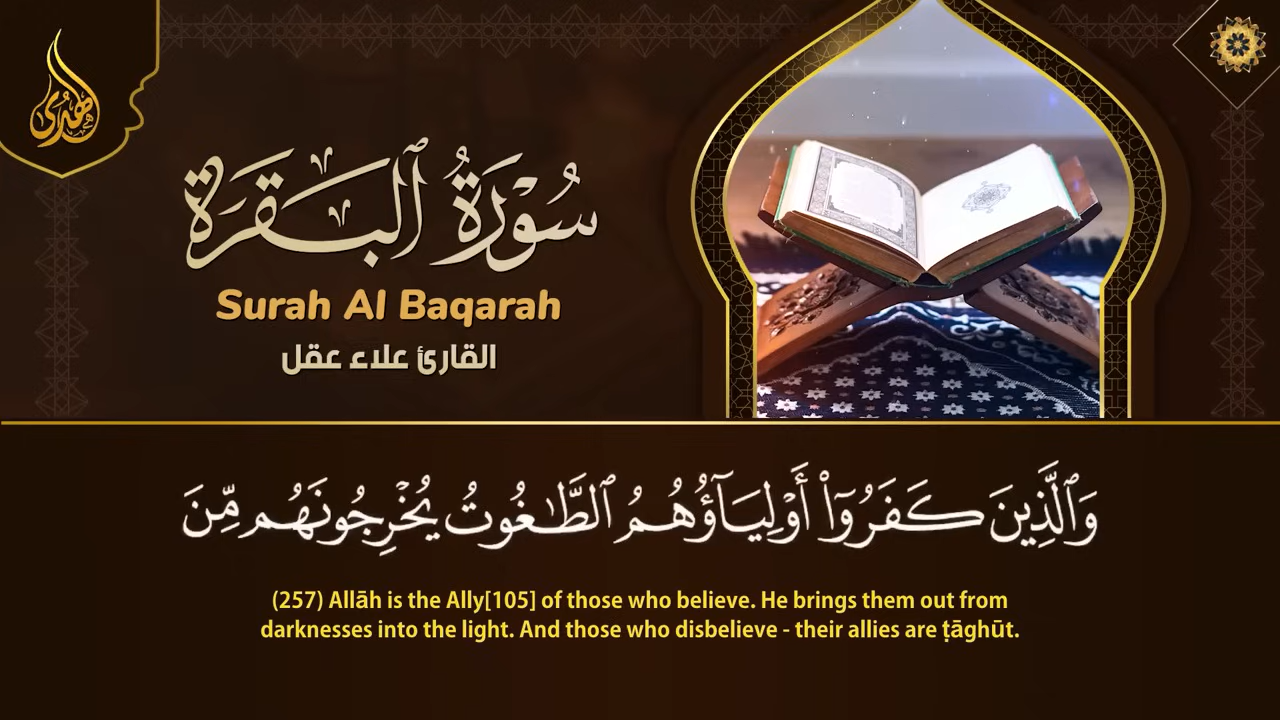 الهدى
سُورَةُ ٱلْبَقَرَةِ
Surah Al Baqarah
القارئ علاء عقل
وَٱلَّذِينَ كَفَرُوٓا۟ أَوْلِيَآؤُهُمُ ٱلطَّـٰغُوتُ يُخْرِجُونَهُم مِّنَ
(257) Allāh is the Ally[105] of those who believe. He brings them out from
darknesses into the light. And those who disbelieve - their allies are ṭāghūt.